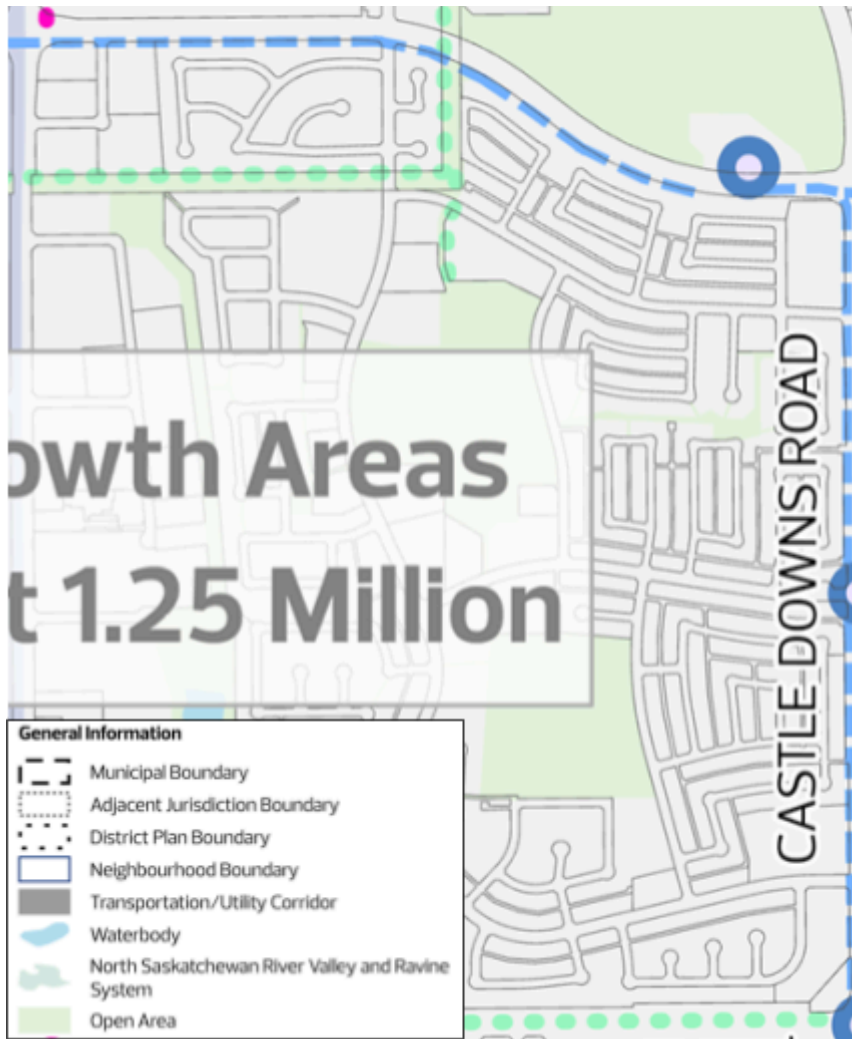 owth Areas
t 1.25 Million
CASTLE DOWNS ROAD
General Information
Municipal Boundary
Adjacent Jurisdiction Boundary
District Plan Boundary
Neighbourhood Boundary
Transportation/Utility Corridor
Waterbody
North Saskatchewan River Valley and Ravine
System
Open Area